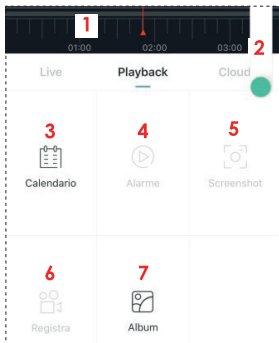 1
01:00 02:00 03:00
2
Live Playback Cloud
3 4 5
Calendario Alarme Screenshot
6 7
Registra Album